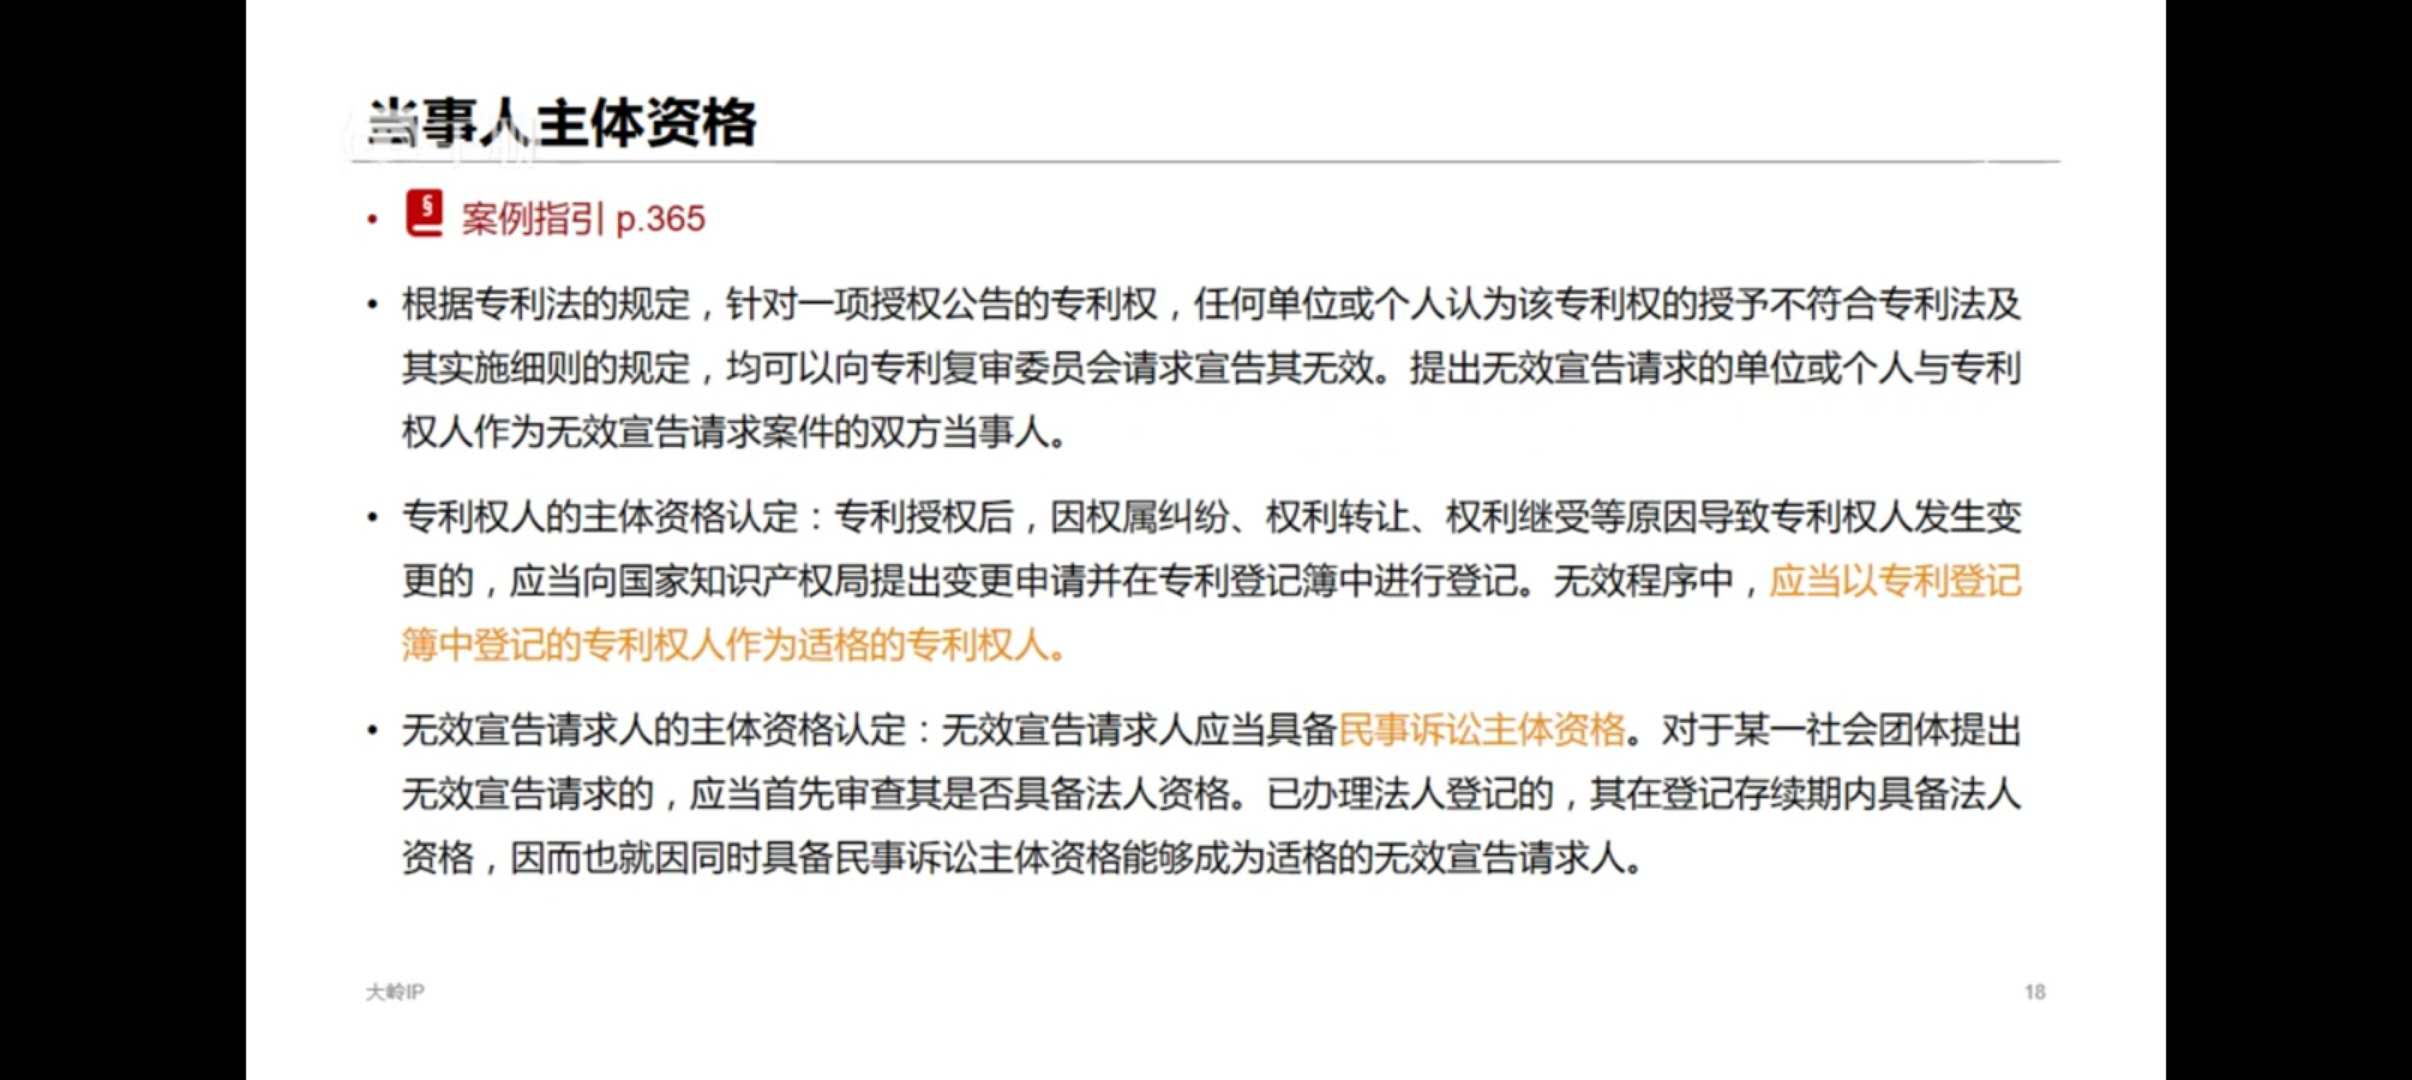 当事人主体资格
• § 案例指引 p.365
• 根据专利法的规定，针对一项授权公告的专利权，任何单位或个人认为该专利权的授予不符合专利法及
其实施细则的规定，均可以向专利复审委员会请求宣告其无效。提出无效宣告请求的单位或个人与专利
权人作为无效宣告请求案件的双方当事人。
• 专利权人的主体资格认定：专利授权后，因权属纠纷、权利转让、权利继受等原因导致专利权人发生变
更的，应当向国家知识产权局提出变更申请并在专利登记簿中进行登记。无效程序中，应当以专利登记
簿中登记的专利权人作为适格的专利权人。
• 无效宣告请求人的主体资格认定：无效宣告请求人应当具备民事诉讼主体资格。对于某一社会团体提出
无效宣告请求的，应当首先审查其是否具备法人资格。已办理法人登记的，其在登记存续期内具备法人
资格，因而也就因同时具备民事诉讼主体资格能够成为适格的无效宣告请求人。
大岭IP
18